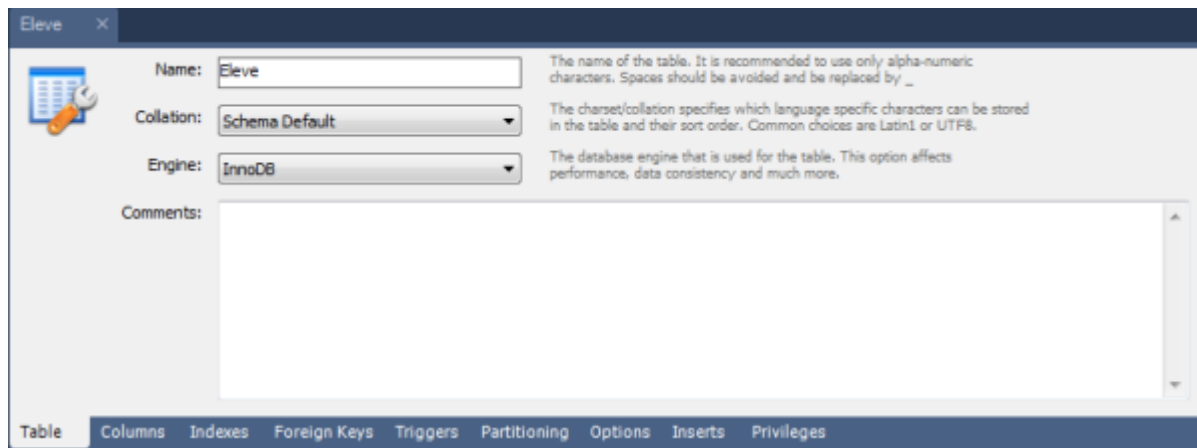 Eleve ×
Name: Eleve
The name of the table. It is recommended to use only alpha-numeric
characters. Spaces should be avoided and be replaced by _
Collation: Schema Default
The charset/collation specifies which language specific characters can be stored
in the table and their sort order. Common choices are Latin1 or UTF8.
Engine: InnoDB
The database engine that is used for the table. This option affects
performance, data consistency and much more.
Comments:
Table Columns Indexes Foreign Keys Triggers Partitioning Options Inserts Privileges